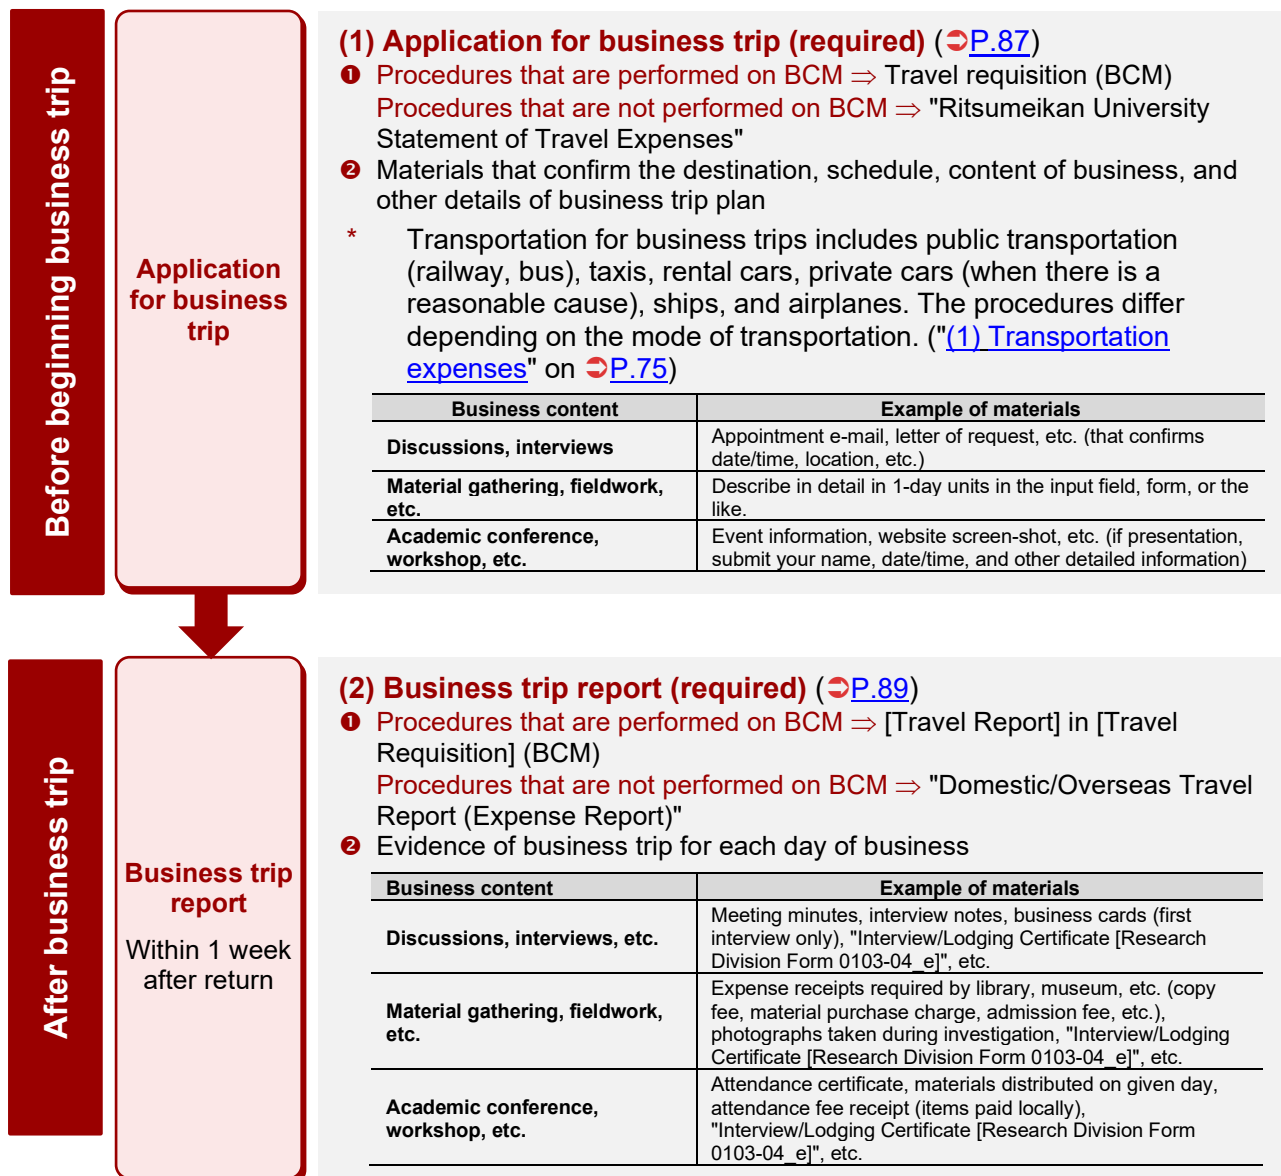 Before beginning business trip
Application
for business
trip
(1) Application for business trip (required) (➲P.87)
❶ Procedures that are performed on BCM ⇒ Travel requisition (BCM)
Procedures that are not performed on BCM ⇒ "Ritsumeikan University
Statement of Travel Expenses"
❷ Materials that confirm the destination, schedule, content of business, and
other details of business trip plan
* Transportation for business trips includes public transportation
(railway, bus), taxis, rental cars, private cars (when there is a
reasonable cause), ships, and airplanes. The procedures differ
depending on the mode of transportation. ("(1) Transportation
expenses" on ➲P.75)
Business content Example of materials
Discussions, interviews
Appointment e-mail, letter of request, etc. (that confirms
date/time, location, etc.)
Material gathering, fieldwork,
etc.
Describe in detail in 1-day units in the input field, form, or the
like.
Academic conference,
workshop, etc.
Event information, website screen-shot, etc. (if presentation,
submit your name, date/time, and other detailed information)
After business trip
Business trip
report
Within 1 week
after return
(2) Business trip report (required) (➲P.89)
❶ Procedures that are performed on BCM ⇒ [Travel Report] in [Travel
Requisition] (BCM)
Procedures that are not performed on BCM ⇒ "Domestic/Overseas Travel
Report (Expense Report)"
❷ Evidence of business trip for each day of business
Business content Example of materials
Discussions, interviews, etc.
Meeting minutes, interview notes, business cards (first
interview only), "Interview/Lodging Certificate [Research
Division Form 0103-04_e]", etc.
Material gathering, fieldwork,
etc.
Expense receipts required by library, museum, etc. (copy
fee, material purchase charge, admission fee, etc.),
photographs taken during investigation, "Interview/Lodging
Certificate [Research Division Form 0103-04_e]", etc.
Academic conference,
workshop, etc.
Attendance certificate, materials distributed on given day,
attendance fee receipt (items paid locally),
"Interview/Lodging Certificate [Research Division Form
0103-04_e]", etc.